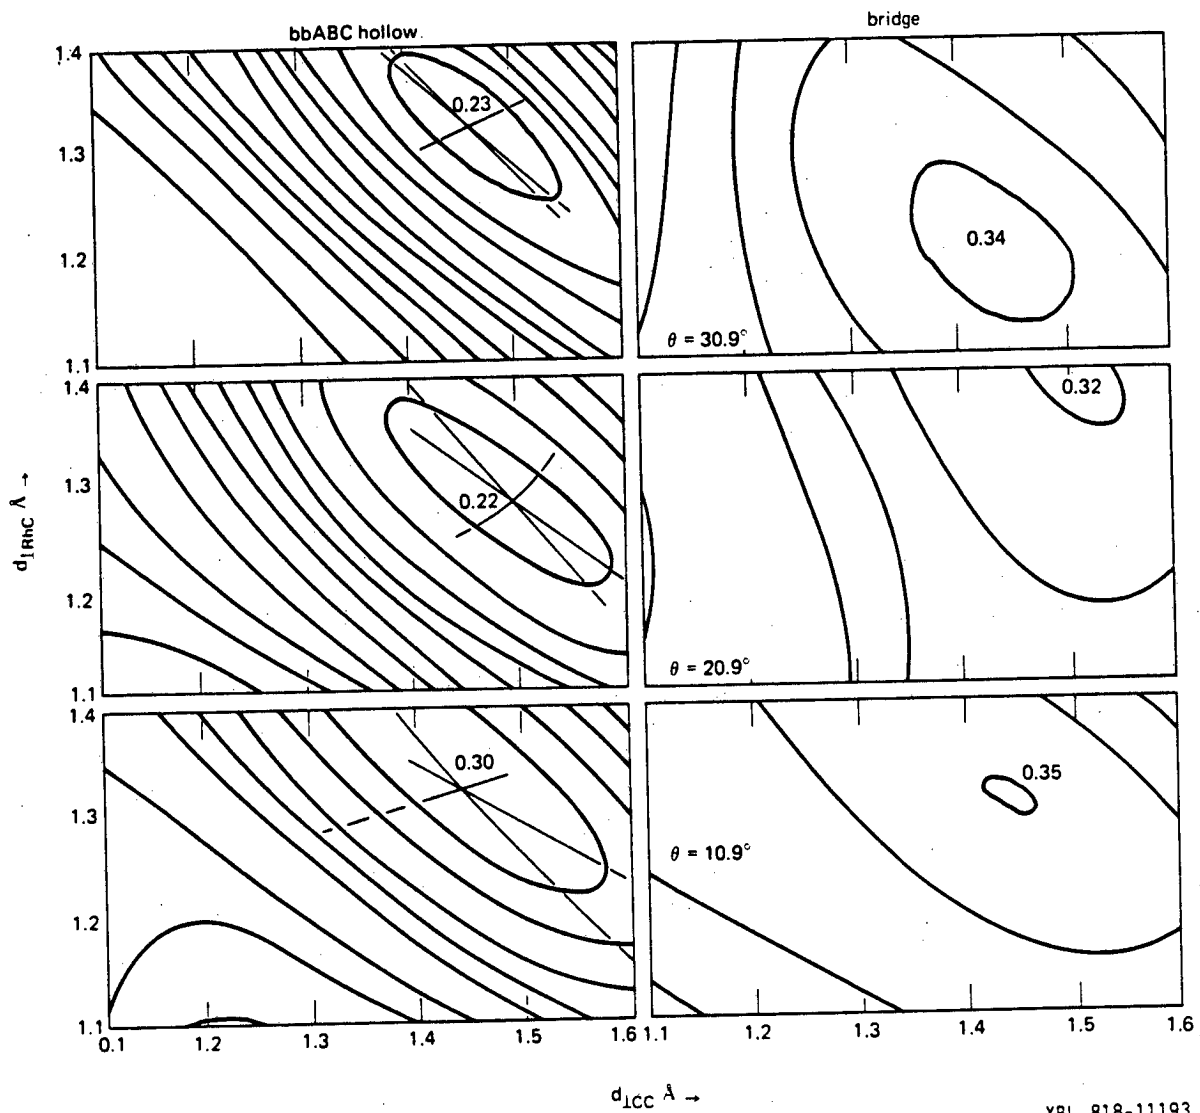 bbABC hollow.
bridge
1.4
0.23
1.3
0.34
1.2
θ = 30.9°
1.1
1.4
0.32
1.3
0.22
d⊥RhC Å →
1.2
θ = 20.9°
1.1
1.4
0.30
0.35
1.3
θ = 10.9°
1.2
1.1
0.1 1.2 1.3 1.4 1.5 1.6 1.1 1.2 1.3 1.4 1.5 1.6
d⊥CC Å →
XBL 818-11193